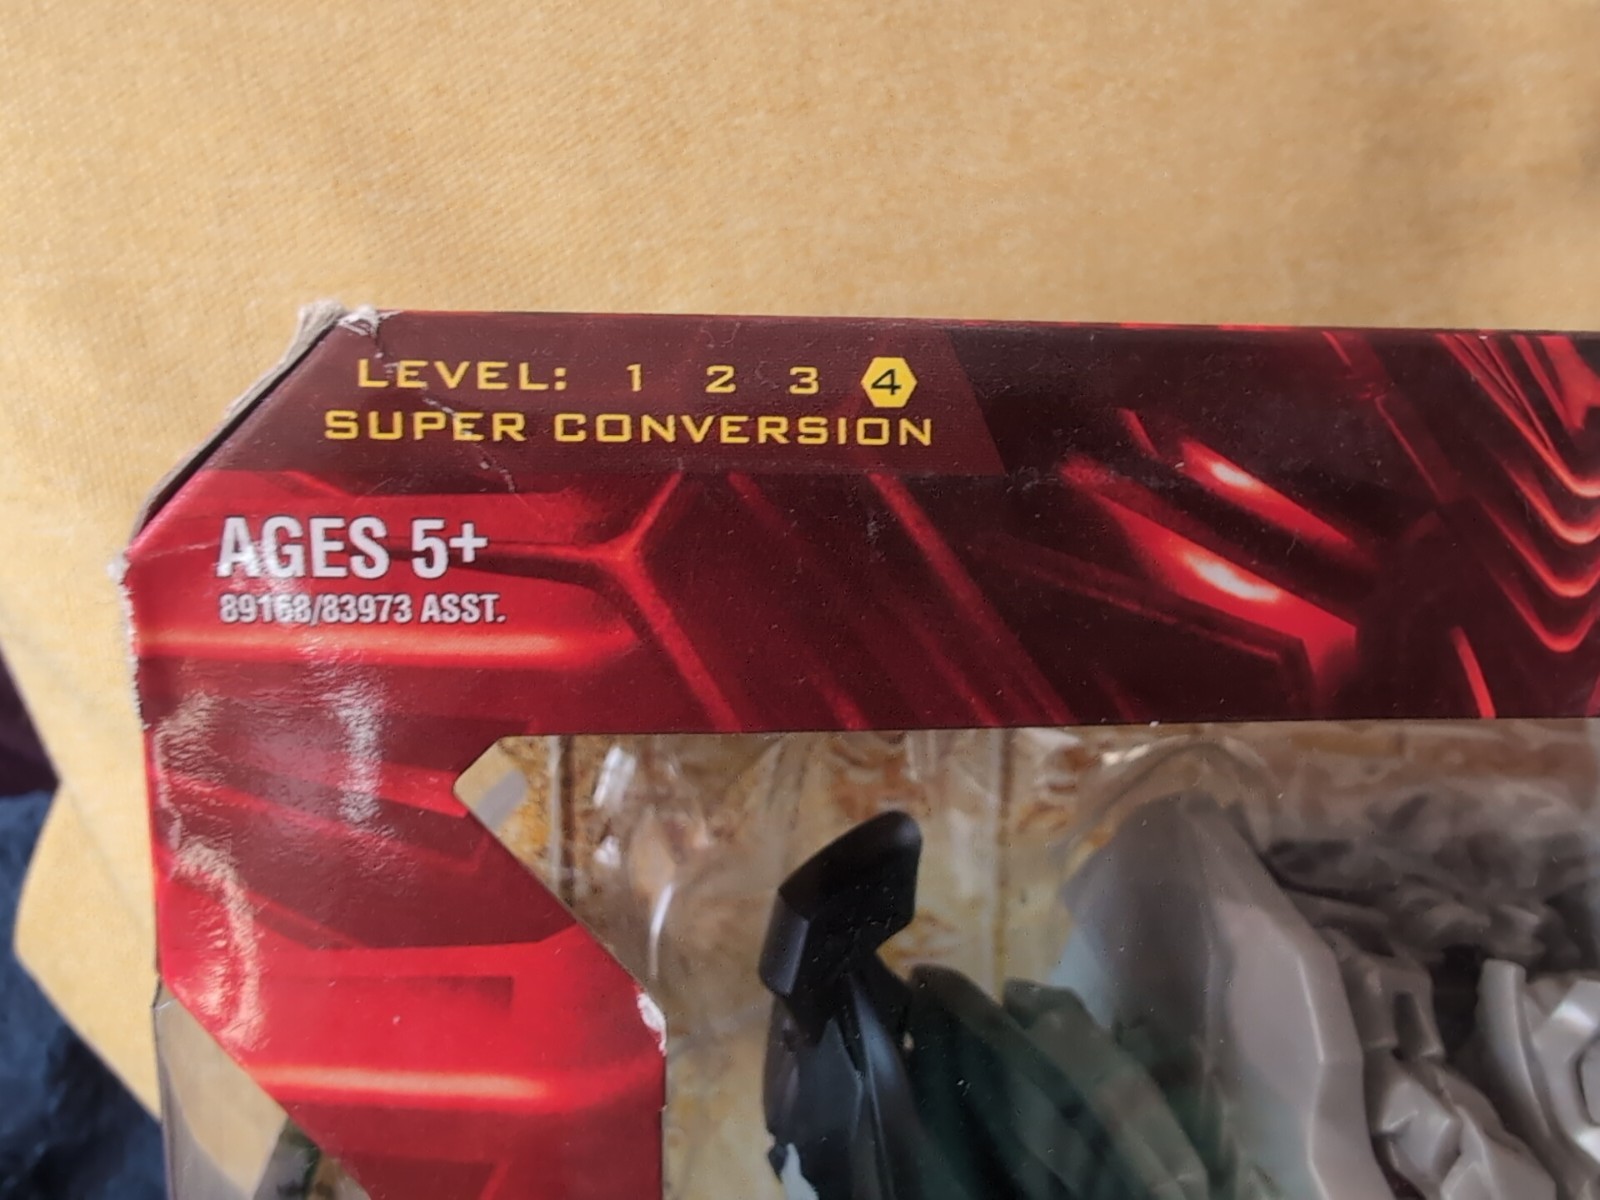 LEVEL: 1 2 3 4
SUPER CONVERSION
AGES 5+
89168/83973 ASST.